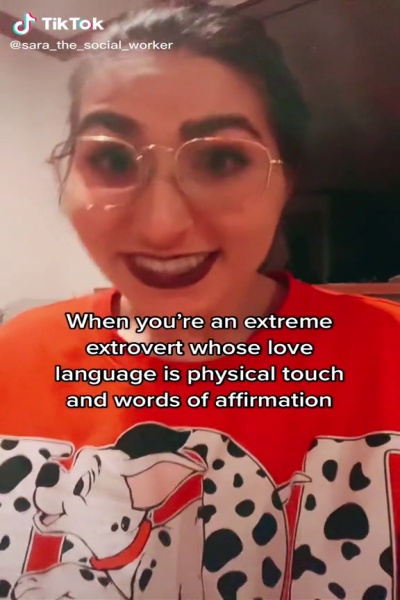 TikTok
@sara_the_social_worker
When you're an extreme
extrovert whose love
language is physical touch
and words of affirmation